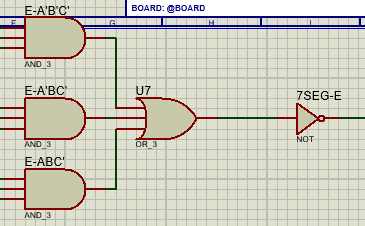 BOARD: @BOARD
E-A'B'C'
F G H I
AND_3
E-A'BC'
U7
7SEG-E
AND_3
OR_3
NOT
E-ABC'
AND_3